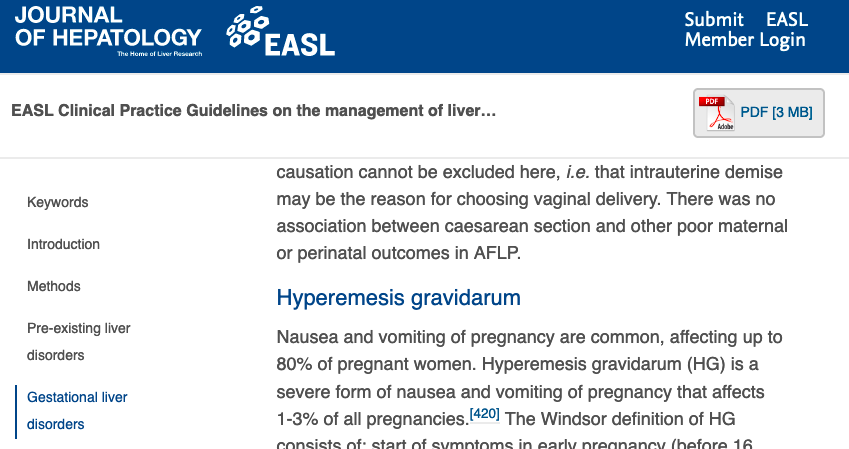 JOURNAL
OF HEPATOLOGY
The Home of Liver Research
EASL
Submit EASL
Member Login
EASL Clinical Practice Guidelines on the management of liver…
PDF
Adobe
PDF [3 MB]
Keywords
Introduction
Methods
Pre-existing liver
disorders
Gestational liver
disorders
causation cannot be excluded here, i.e. that intrauterine demise
may be the reason for choosing vaginal delivery. There was no
association between caesarean section and other poor maternal
or perinatal outcomes in AFLP.
Hyperemesis gravidarum
Nausea and vomiting of pregnancy are common, affecting up to
80% of pregnant women. Hyperemesis gravidarum (HG) is a
severe form of nausea and vomiting of pregnancy that affects
1-3% of all pregnancies.[420] The Windsor definition of HG
consists of: start of symptoms in early pregnancy (before 16